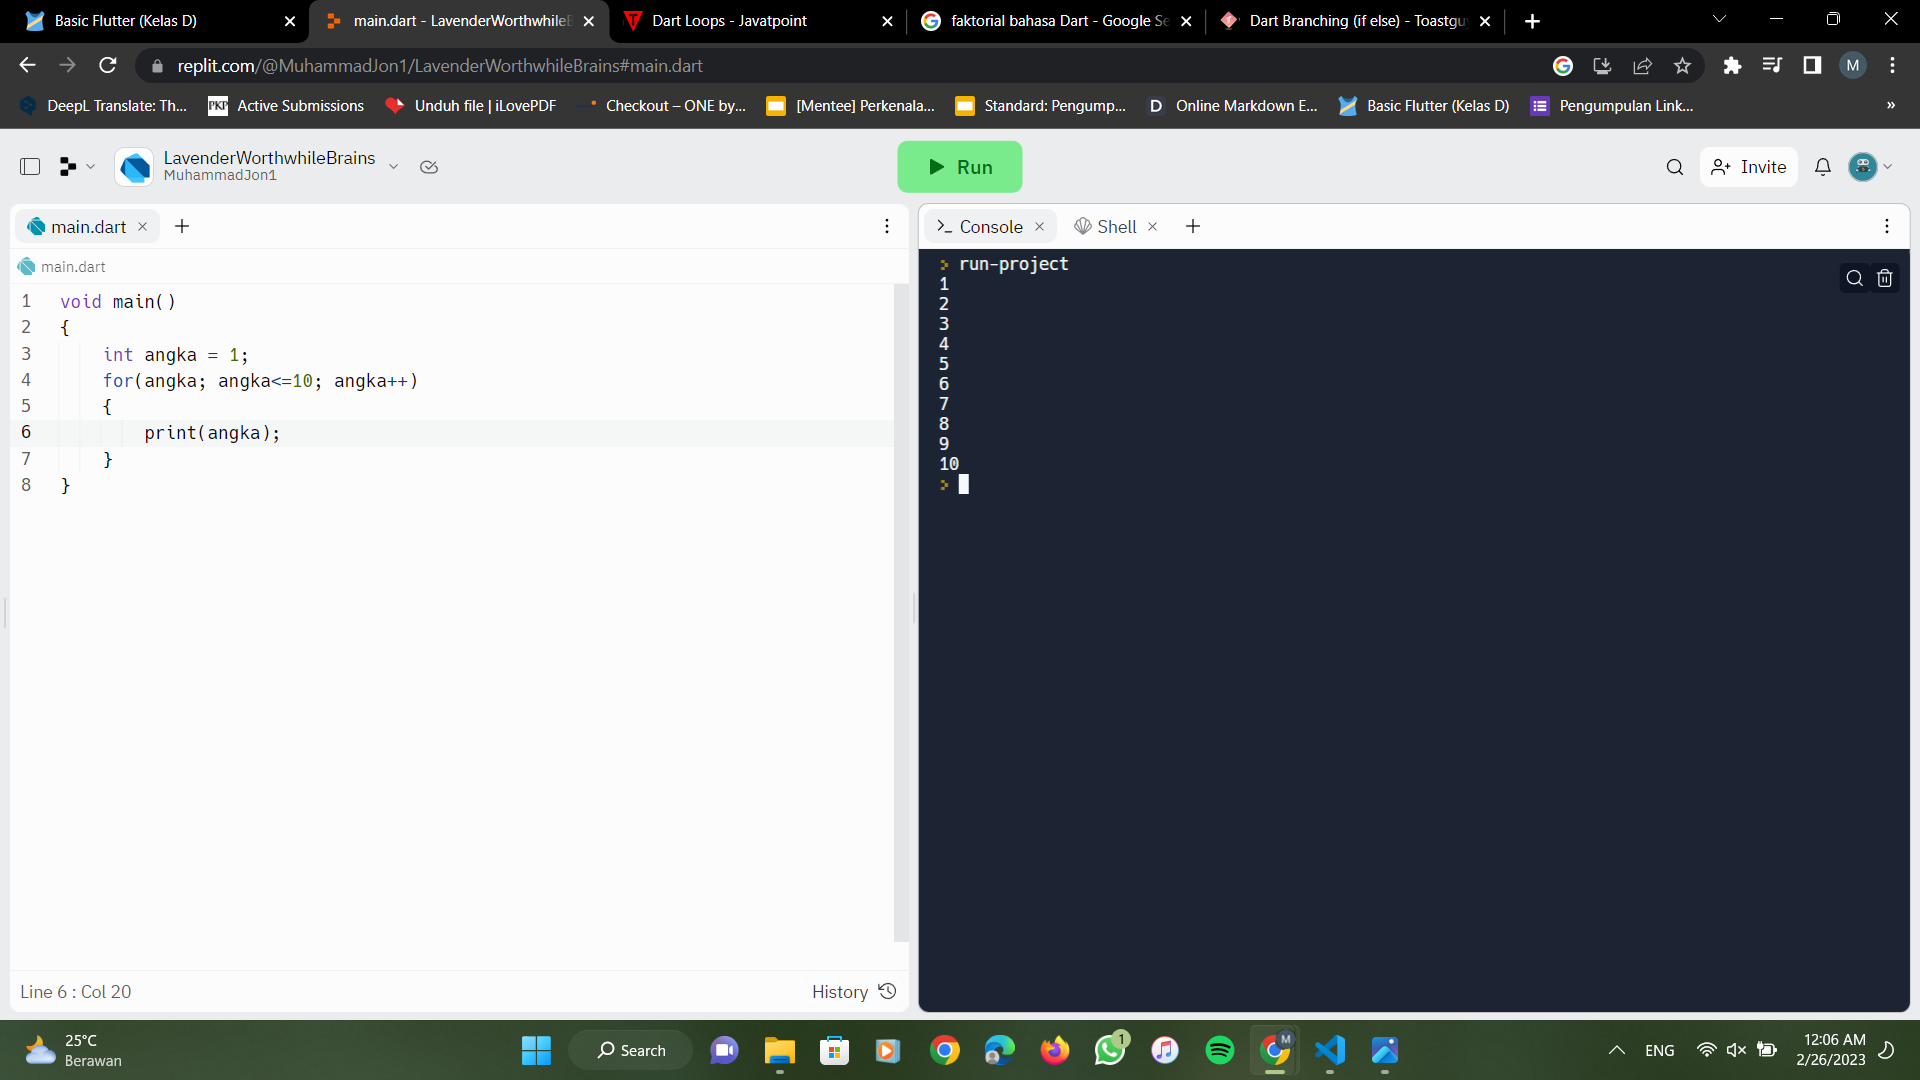 Basic Flutter (Kelas D)
main.dart - LavenderWorthwhileB
Dart Loops - Javatpoint
faktorial bahasa Dart - Google Se
Dart Branching (if else) - Toastgu
replit.com/@MuhammadJon1/LavenderWorthwhileBrains#main.dart
M
DeepL Translate: Th...
PKP Active Submissions
Unduh file | iLovePDF
Checkout – ONE by...
[Mentee] Perkenala...
Standard: Pengump...
D Online Markdown E...
Basic Flutter (Kelas D)
Pengumpulan Link...
»
LavenderWorthwhileBrains
MuhammadJon1
Run
Invite
main.dart
Console
Shell
main.dart
1 void main()
2 {
3 int angka = 1;
4 for(angka; angka<=10; angka++)
5 {
6 print(angka);
7 }
8 }
Line 6 : Col 20
History
> run-project
1
2
3
4
5
6
7
8
9
10
>
25°C
Berawan
Search
1
M
ENG
12:06 AM
2/26/2023